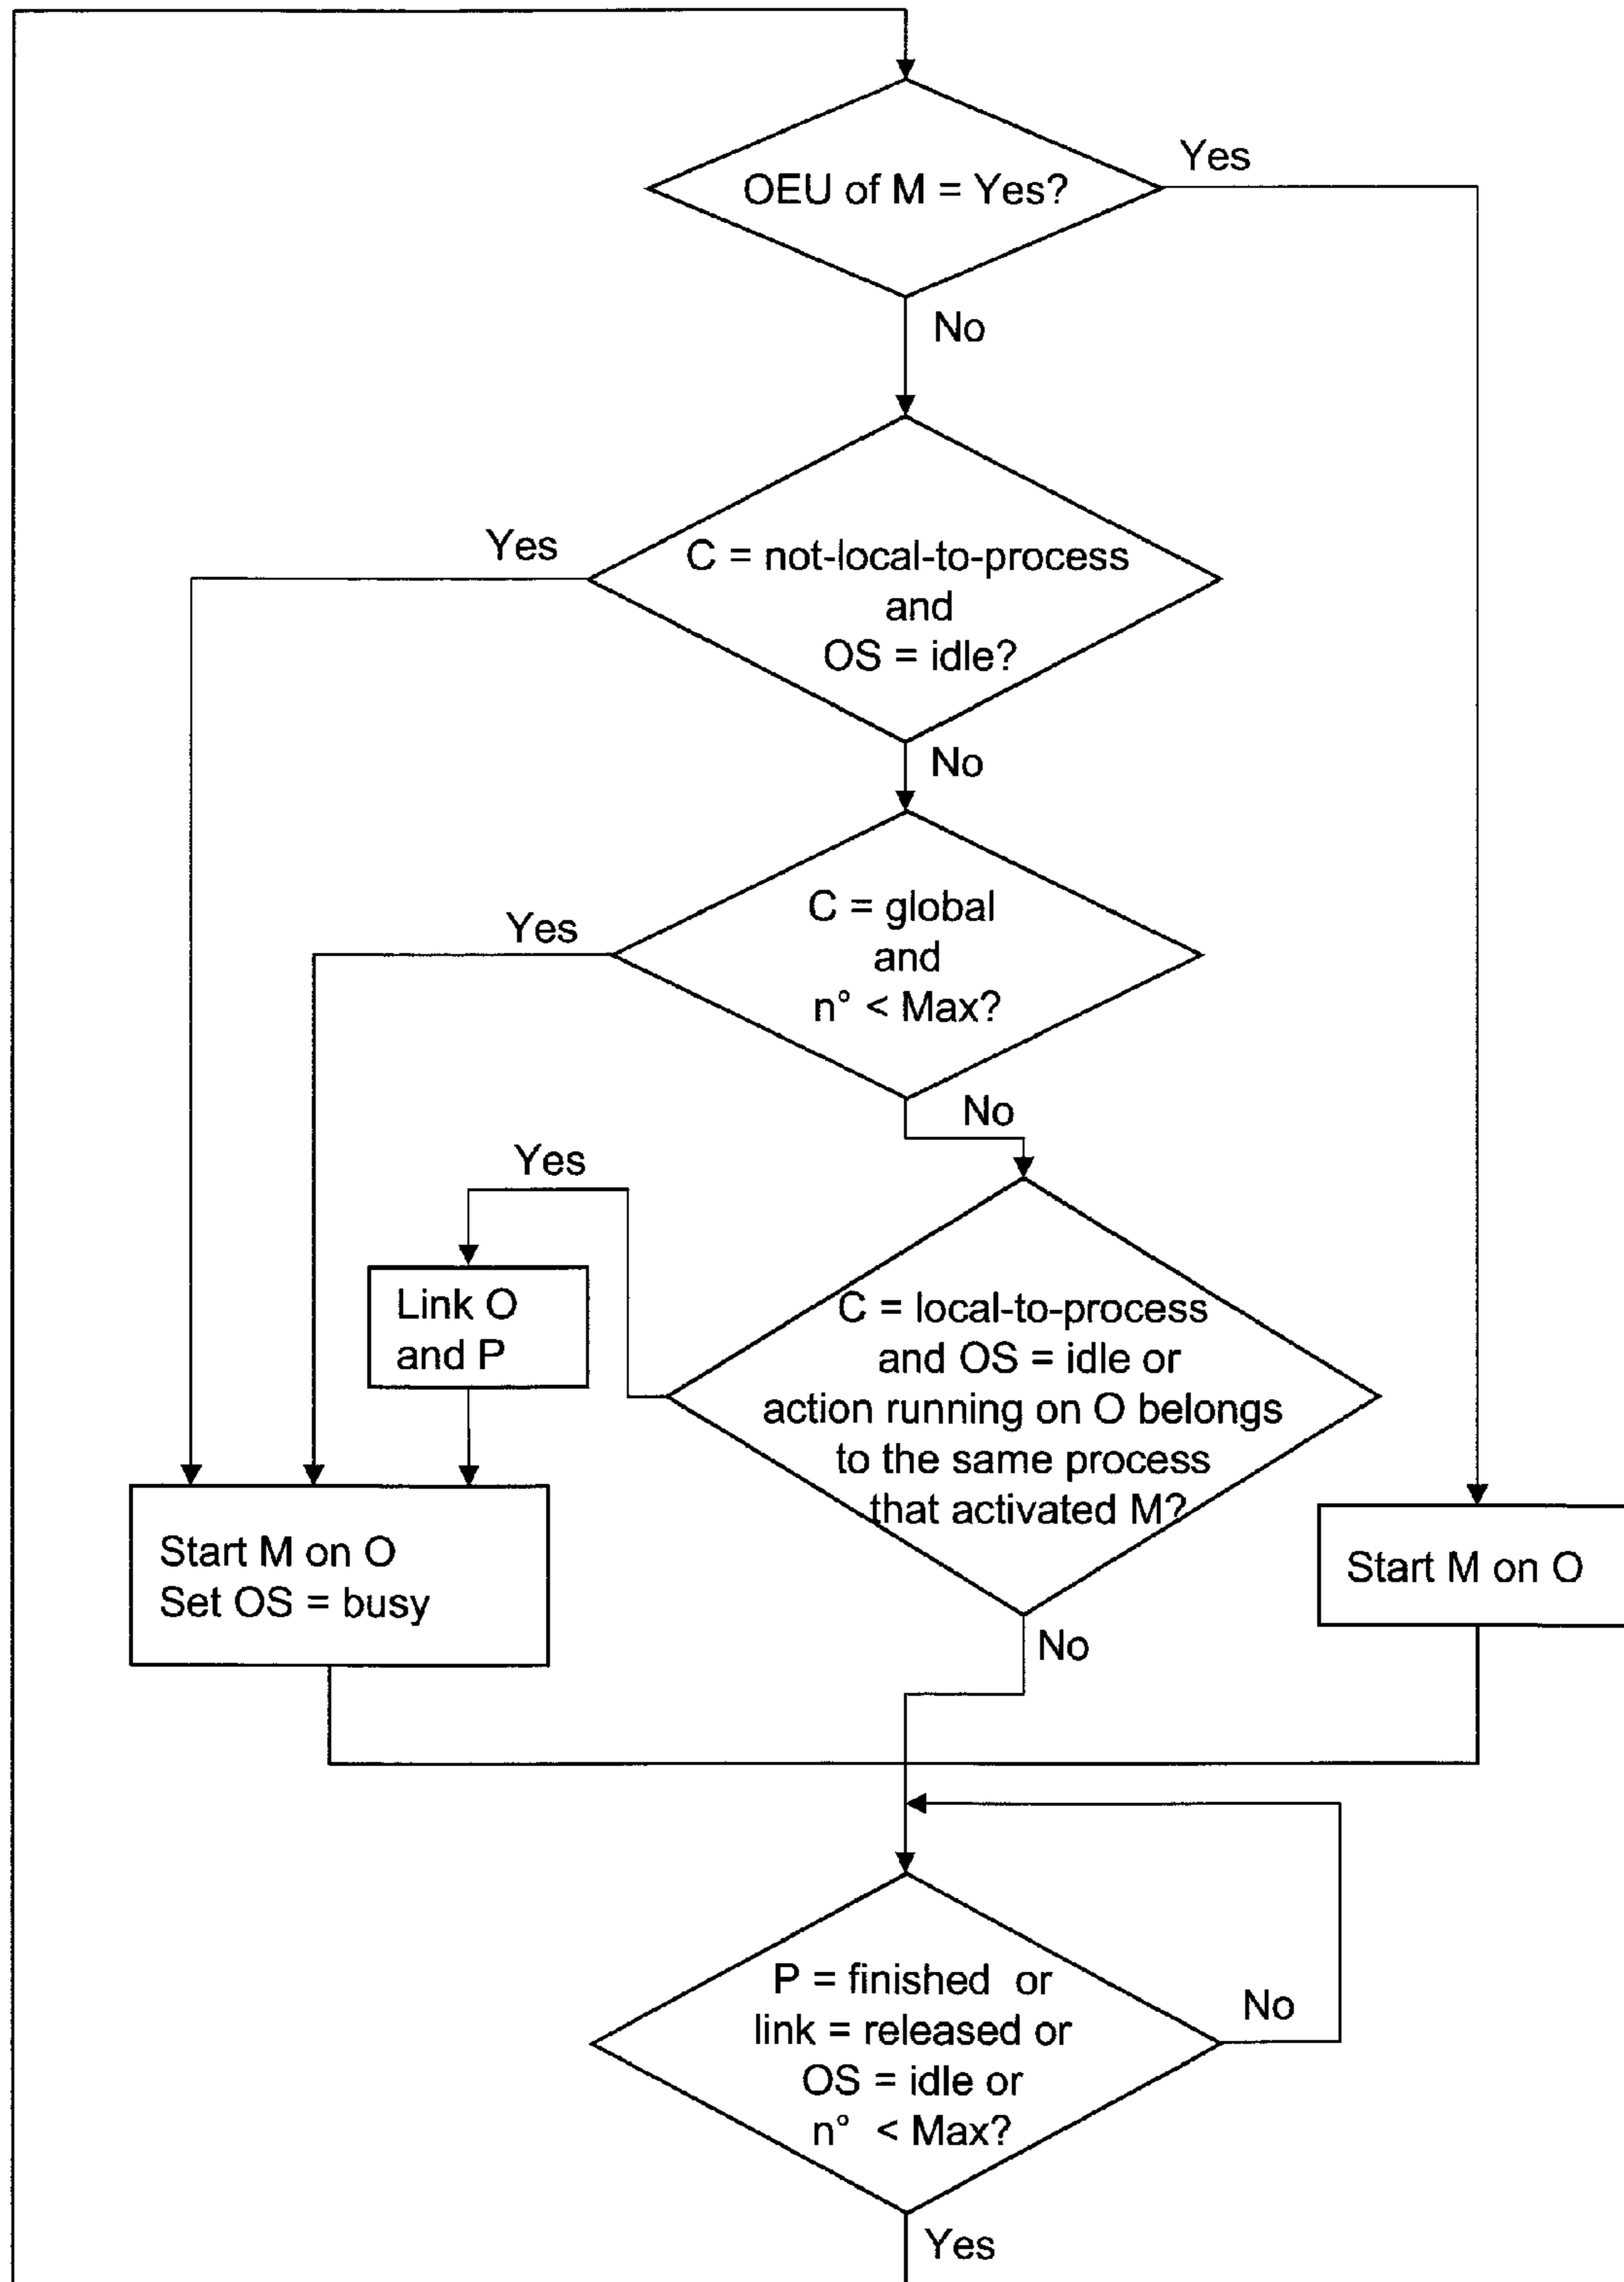 OEU of M = Yes?
Yes
No
C = not-local-to-process
and
OS = idle?
Yes
No
C = global
and
n° < Max?
Yes
No
Yes
Link O
and P
C = local-to-process
and OS = idle or
action running on O belongs
to the same process
that activated M?
Start M on O
Set OS = busy
Start M on O
No
P = finished or
link = released or
OS = idle or
n° < Max?
No
Yes